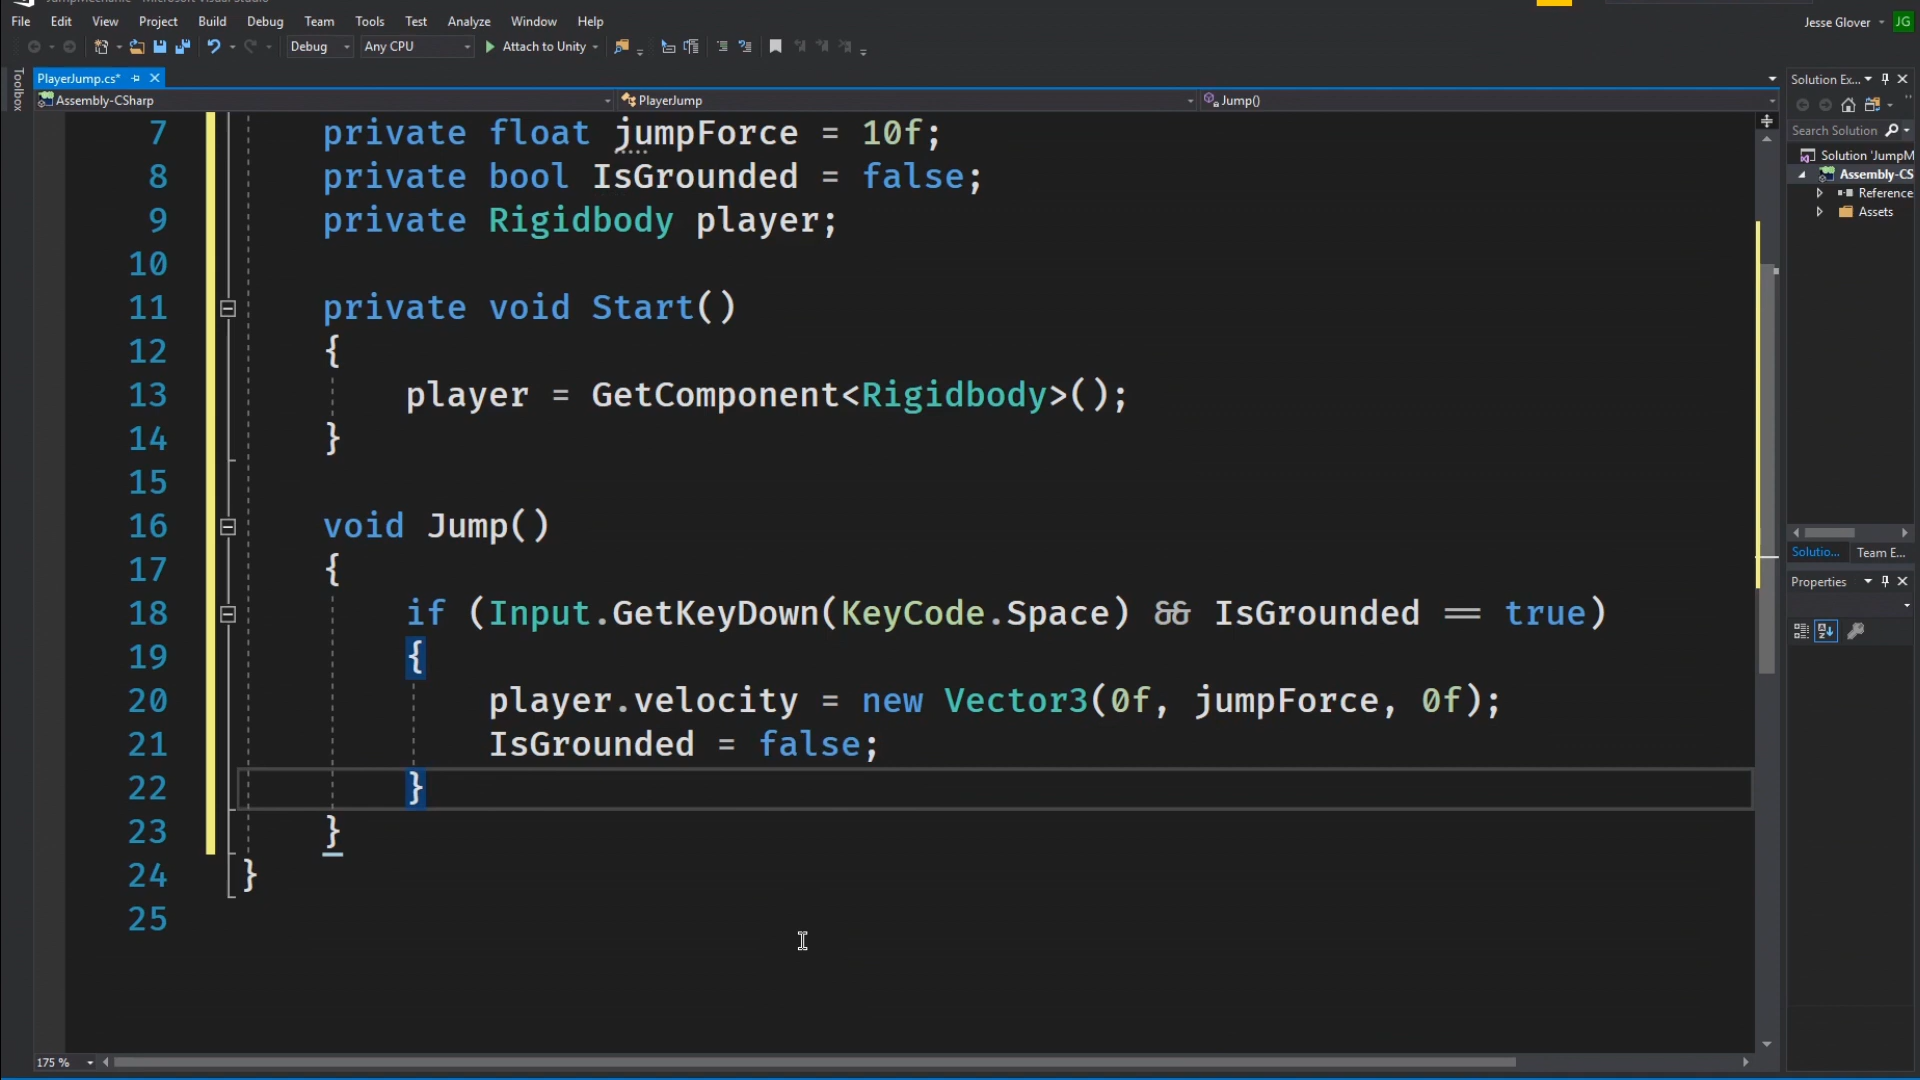 JumpMechanic - Microsoft Visual Studio
File Edit View Project Build Debug Team Tools Test Analyze Window Help
Jesse Glover JG
Debug Any CPU Attach to Unity
Toolbox
PlayerJump.cs*
Solution Ex...
Assembly-CSharp PlayerJump Jump()
Search Solution
Solution 'JumpM
Assembly-CS
Reference
Assets
7 private float jumpForce = 10f;
8 private bool IsGrounded = false;
9 private Rigidbody player;
10
11 private void Start()
12 {
13 player = GetComponent<Rigidbody>();
14 }
15
16 void Jump()
17 {
18 if (Input.GetKeyDown(KeyCode.Space) && IsGrounded == true)
19 {
20 player.velocity = new Vector3(0f, jumpForce, 0f);
21 IsGrounded = false;
22 }
23 }
24 }
25
Solutio... Team E...
Properties
175 %